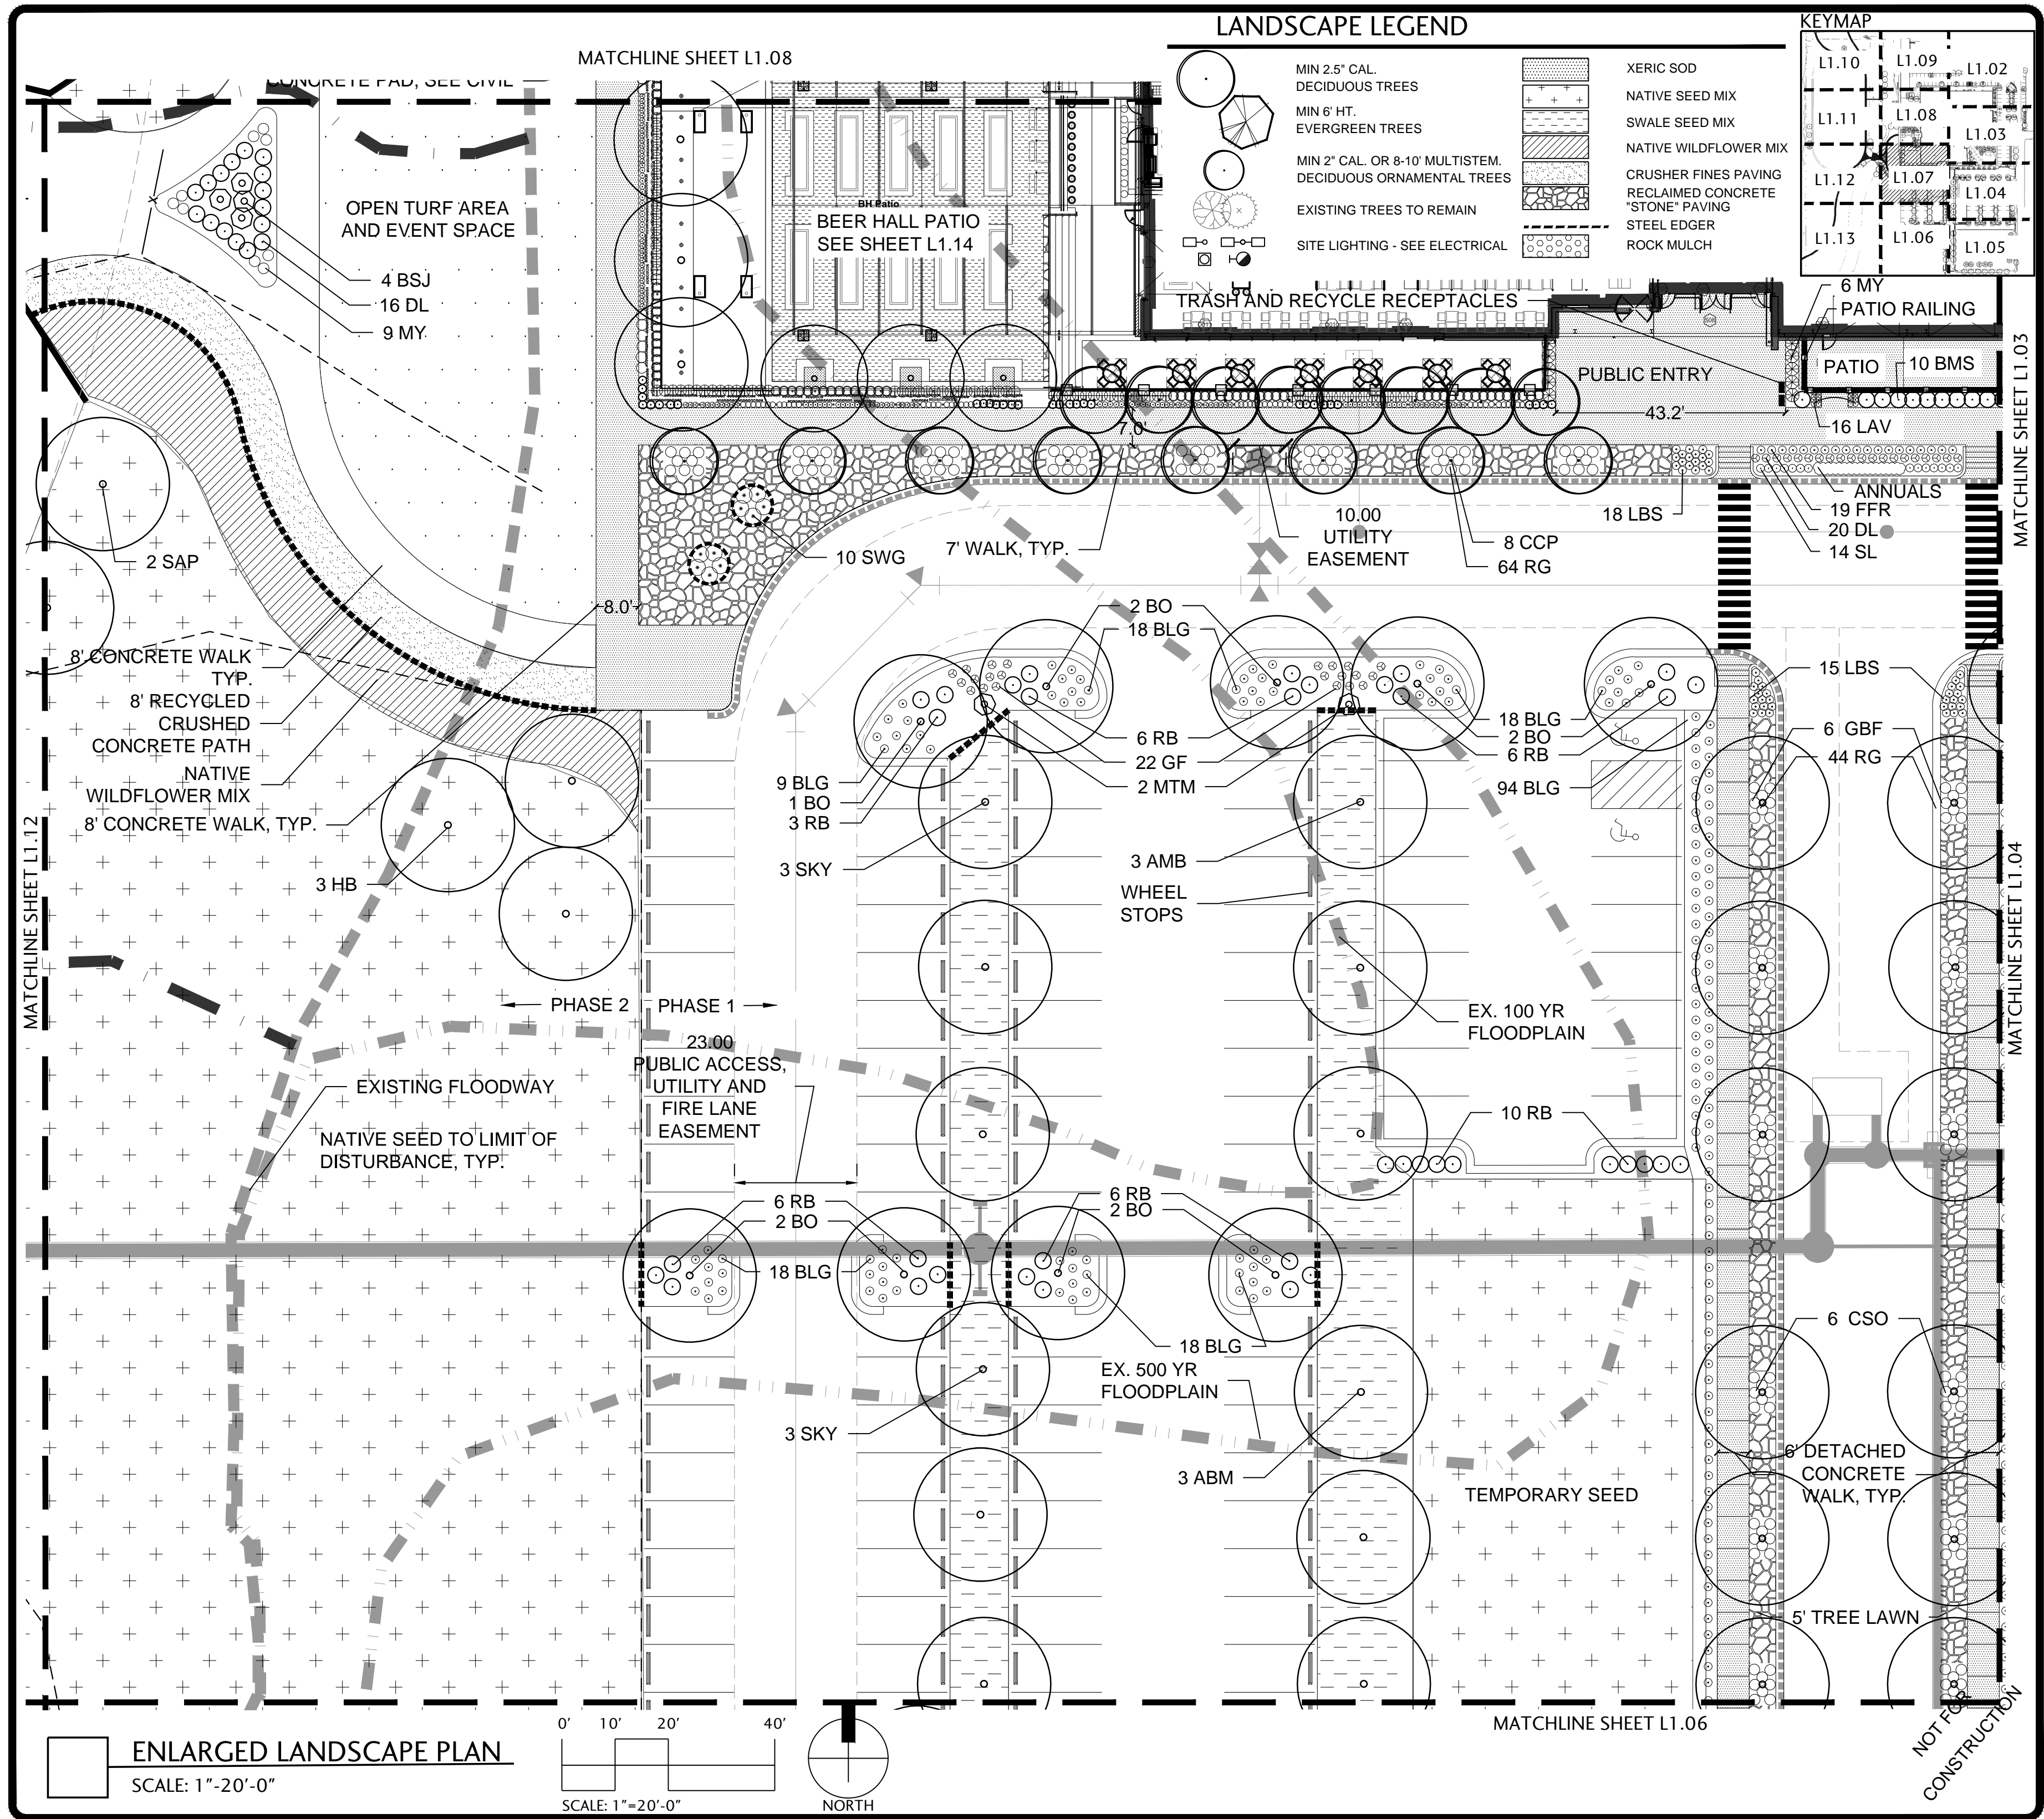 LANDSCAPE LEGEND
MIN 2.5" CAL.
DECIDUOUS TREES
MIN 6' HT.
EVERGREEN TREES
MIN 2" CAL. OR 8-10' MULTISTEM.
DECIDUOUS ORNAMENTAL TREES
EXISTING TREES TO REMAIN
SITE LIGHTING - SEE ELECTRICAL
XERIC SOD
NATIVE SEED MIX
SWALE SEED MIX
NATIVE WILDFLOWER MIX
CRUSHER FINES PAVING
RECLAIMED CONCRETE
"STONE" PAVING
STEEL EDGER
ROCK MULCH
KEYMAP
L1.10
L1.09
L1.02
L1.11
L1.08
L1.03
L1.12
L1.07
L1.04
L1.13
L1.06
L1.05
MATCHLINE SHEET L1.08
CONCRETE PAD, SEE CIVIL
OPEN TURF AREA
AND EVENT SPACE
BH Patio
BEER HALL PATIO
SEE SHEET L1.14
4 BSJ
16 DL
9 MY
TRASH AND RECYCLE RECEPTACLES
6 MY
PATIO RAILING
PUBLIC ENTRY
PATIO
10 BMS
43.2'
16 LAV
7.0'
MATCHLINE SHEET L1.03
ANNUALS
19 FFR
20 DL
14 SL
18 LBS
10.00
UTILITY
EASEMENT
8 CCP
64 RG
7' WALK, TYP.
10 SWG
2 SAP
8.0'
2 BO
18 BLG
8' CONCRETE WALK
TYP.
8' RECYCLED
CRUSHED
CONCRETE PATH
NATIVE
WILDFLOWER MIX
8' CONCRETE WALK, TYP.
15 LBS
18 BLG
2 BO
6 RB
94 BLG
6 GBF
44 RG
6 RB
22 GF
2 MTM
9 BLG
1 BO
3 RB
3 SKY
3 AMB
WHEEL
STOPS
3 HB
MATCHLINE SHEET L1.12
MATCHLINE SHEET L1.04
PHASE 2
PHASE 1
EX. 100 YR
FLOODPLAIN
23.00
PUBLIC ACCESS,
UTILITY AND
FIRE LANE
EASEMENT
EXISTING FLOODWAY
NATIVE SEED TO LIMIT OF
DISTURBANCE, TYP.
10 RB
6 RB
2 BO
6 RB
2 BO
18 BLG
18 BLG
6 CSO
EX. 500 YR
FLOODPLAIN
3 SKY
3 ABM
TEMPORARY SEED
6' DETACHED
CONCRETE
WALK, TYP.
5' TREE LAWN
MATCHLINE SHEET L1.06
NOT FOR
CONSTRUCTION
ENLARGED LANDSCAPE PLAN
SCALE: 1"-20'-0"
0' 10' 20' 40'
SCALE: 1"=20'-0"
NORTH